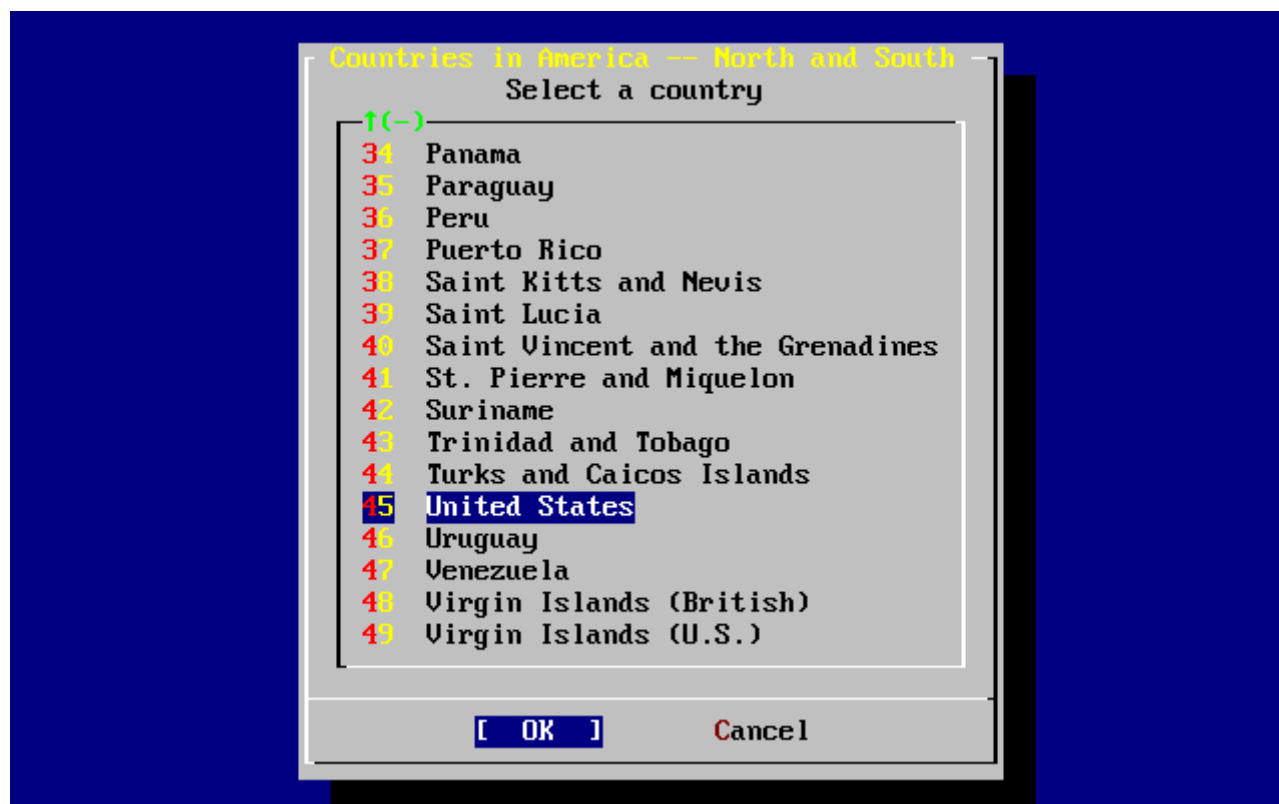 Countries in America -- North and South
Select a country
↑(-)
34 Panama
35 Paraguay
36 Peru
37 Puerto Rico
38 Saint Kitts and Nevis
39 Saint Lucia
40 Saint Vincent and the Grenadines
41 St. Pierre and Miquelon
42 Suriname
43 Trinidad and Tobago
44 Turks and Caicos Islands
45 United States
46 Uruguay
47 Venezuela
48 Virgin Islands (British)
49 Virgin Islands (U.S.)
[ OK ] Cancel